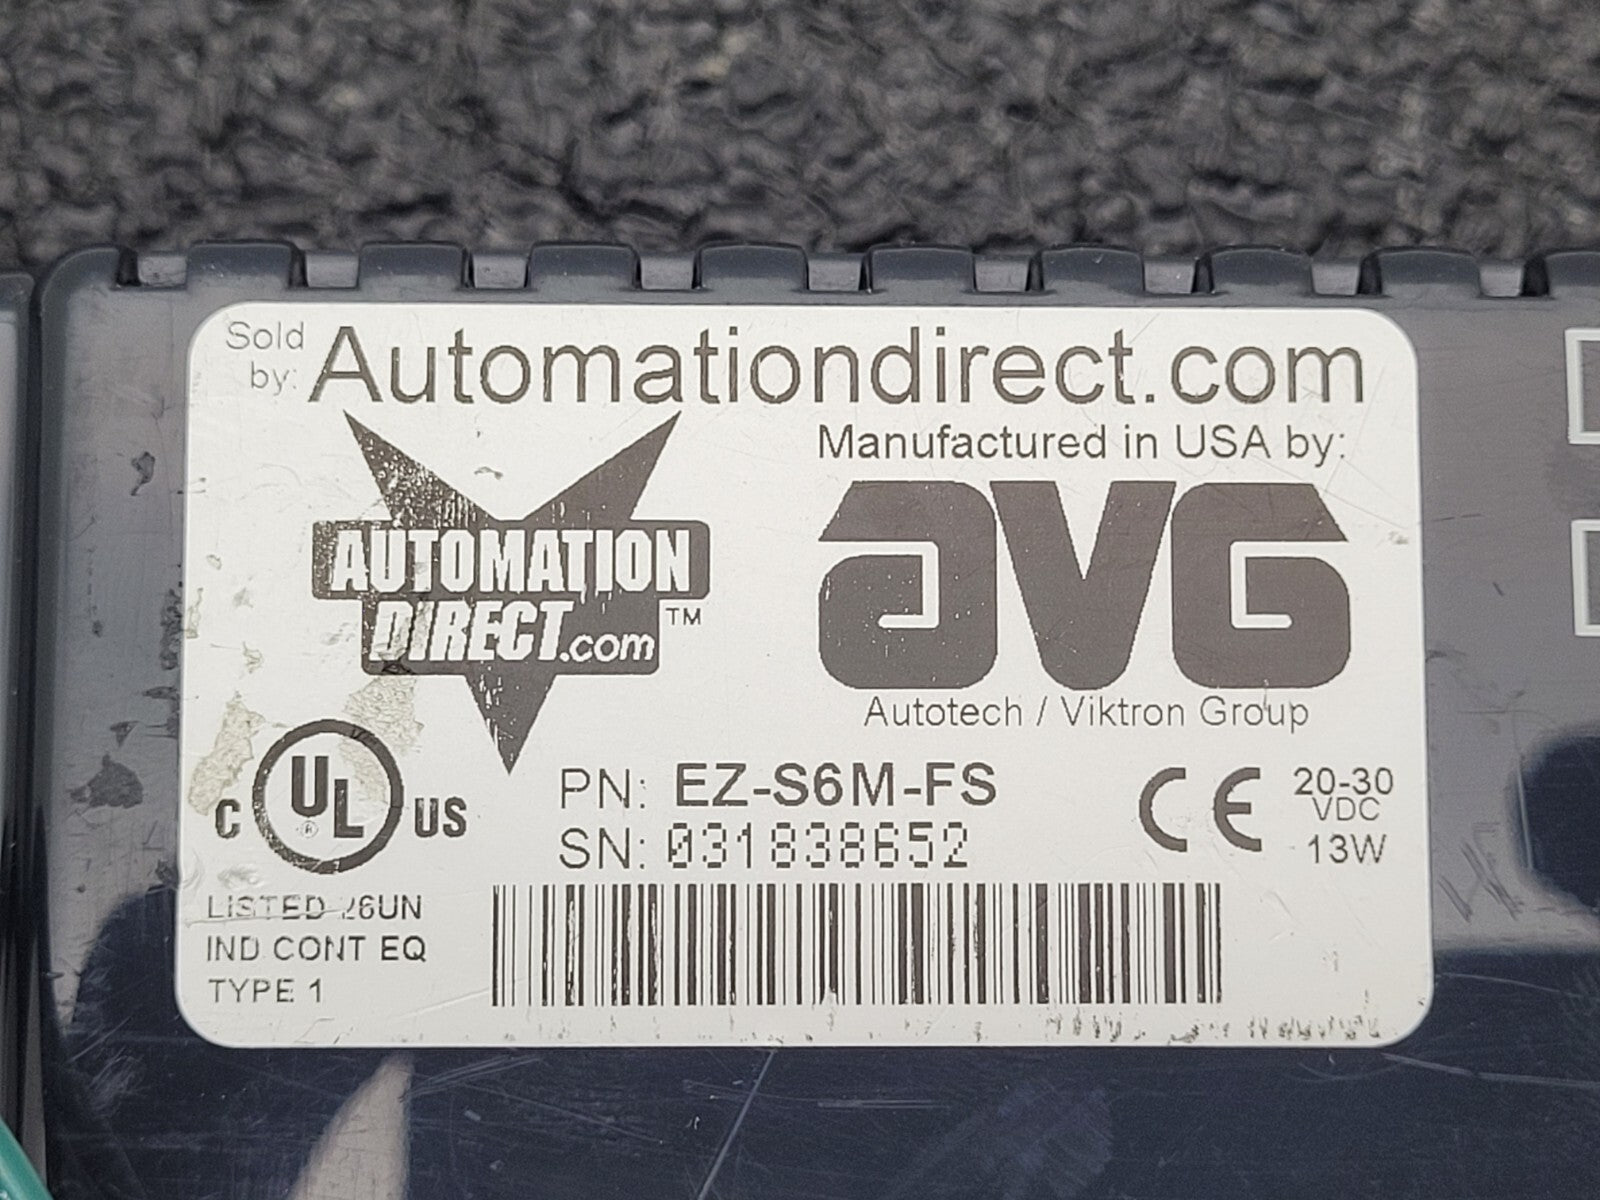 Sold
by: Automationdirect.com
Manufactured in USA by:
AUTOMATION
DIRECT.com ™
AVG
Autotech / Viktron Group
C UL ® US
PN: EZ-S6M-FS
SN: 031838652
CE
20-30
VDC
13W
LISTED 26UN
IND CONT EQ
TYPE 1